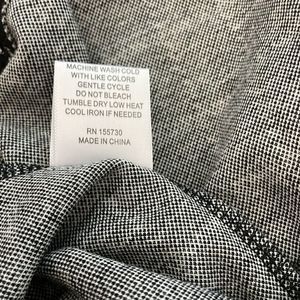 MACHINE WASH COLD
WITH LIKE COLORS
GENTLE CYCLE
DO NOT BLEACH
TUMBLE DRY LOW HEAT
COOL IRON IF NEEDED
RN 155730
MADE IN CHINA